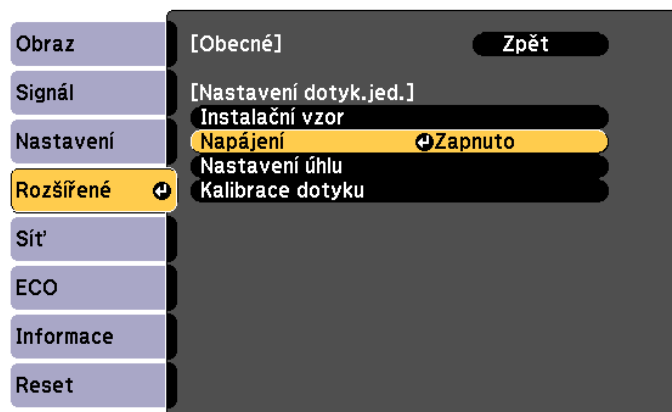 Obraz
Signál
Nastavení
Rozšířené
Síť
ECO
Informace
Reset
[Obecné] Zpět
[Nastavení dotyk.jed.]
Instalační vzor
Napájení Zapnuto
Nastavení úhlu
Kalibrace dotyku